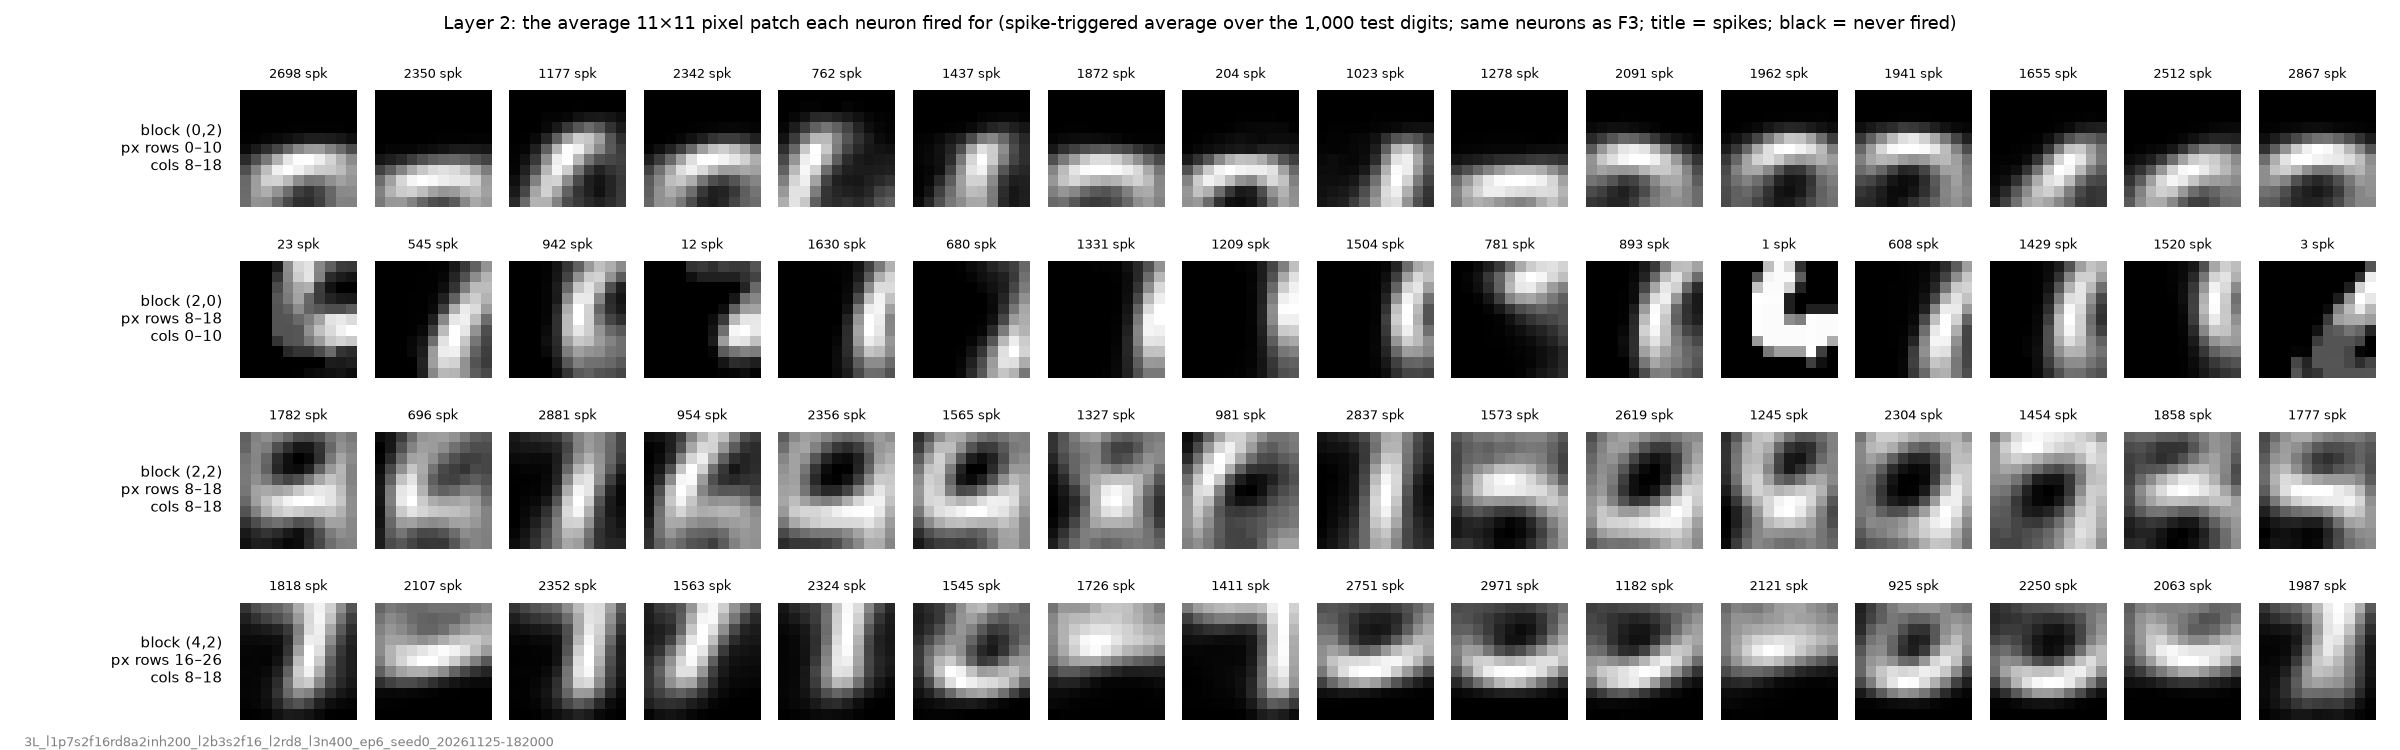 Layer 2: the average 11×11 pixel patch each neuron fired for (spike-triggered average over the 1,000 test digits; same neurons as F3; title = spikes; black = never fired)
2698 spk 2350 spk 1177 spk 2342 spk 762 spk 1437 spk 1872 spk 204 spk 1023 spk 1278 spk 2091 spk 1962 spk 1941 spk 1655 spk 2512 spk 2867 spk
block (0,2)
px rows 0–10
cols 8–18
23 spk 545 spk 942 spk 12 spk 1630 spk 680 spk 1331 spk 1209 spk 1504 spk 781 spk 893 spk 1 spk 608 spk 1429 spk 1520 spk 3 spk
block (2,0)
px rows 8–18
cols 0–10
1782 spk 696 spk 2881 spk 954 spk 2356 spk 1565 spk 1327 spk 981 spk 2837 spk 1573 spk 2619 spk 1245 spk 2304 spk 1454 spk 1858 spk 1777 spk
block (2,2)
px rows 8–18
cols 8–18
1818 spk 2107 spk 2352 spk 1563 spk 2324 spk 1545 spk 1726 spk 1411 spk 2751 spk 2971 spk 1182 spk 2121 spk 925 spk 2250 spk 2063 spk 1987 spk
block (4,2)
px rows 16–26
cols 8–18
3L_l1p7s2f16rd8a2inh200_l2b3s2f16_l2rd8_l3n400_ep6_seed0_20261125-182000